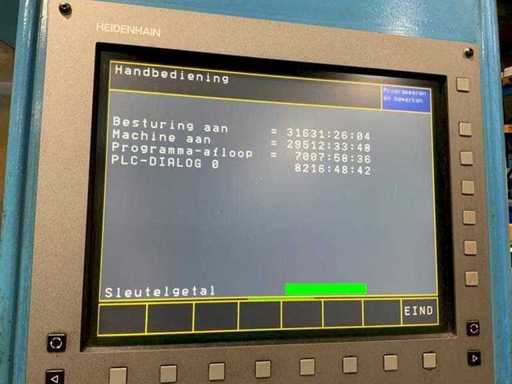 HEIDENHAIN
Handbediening
Programmeren
en bewerken
Besturing aan = 31631:26:04
Machine aan = 29512:33:48
Programma-afloop = 7087:58:36
PLC-DIALOG 0 8216:48:42
Sleutelgetal
EIND